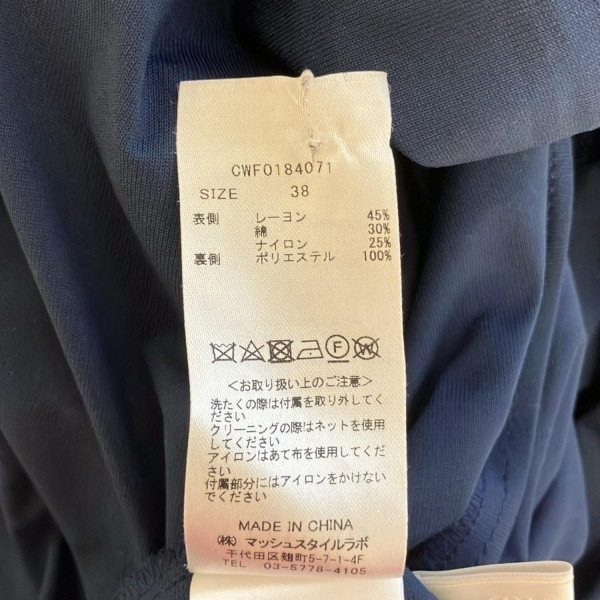 CWF0184071
SIZE 38
表側 レーヨン 45%
綿 30%
ナイロン 25%
裏側 ポリエステル 100%
F W
<お取り扱い上のご注意>
洗たくの際は付属を取り外してく
ださい
クリーニングの際はネットを使用
してください
アイロンはあて布を使用してくだ
さい
付属部分にはアイロンをかけない
でください
MADE IN CHINA
(株) マッシュスタイルラボ
千代田区麹町5-7-1-4F
TEL 03-5778-4105